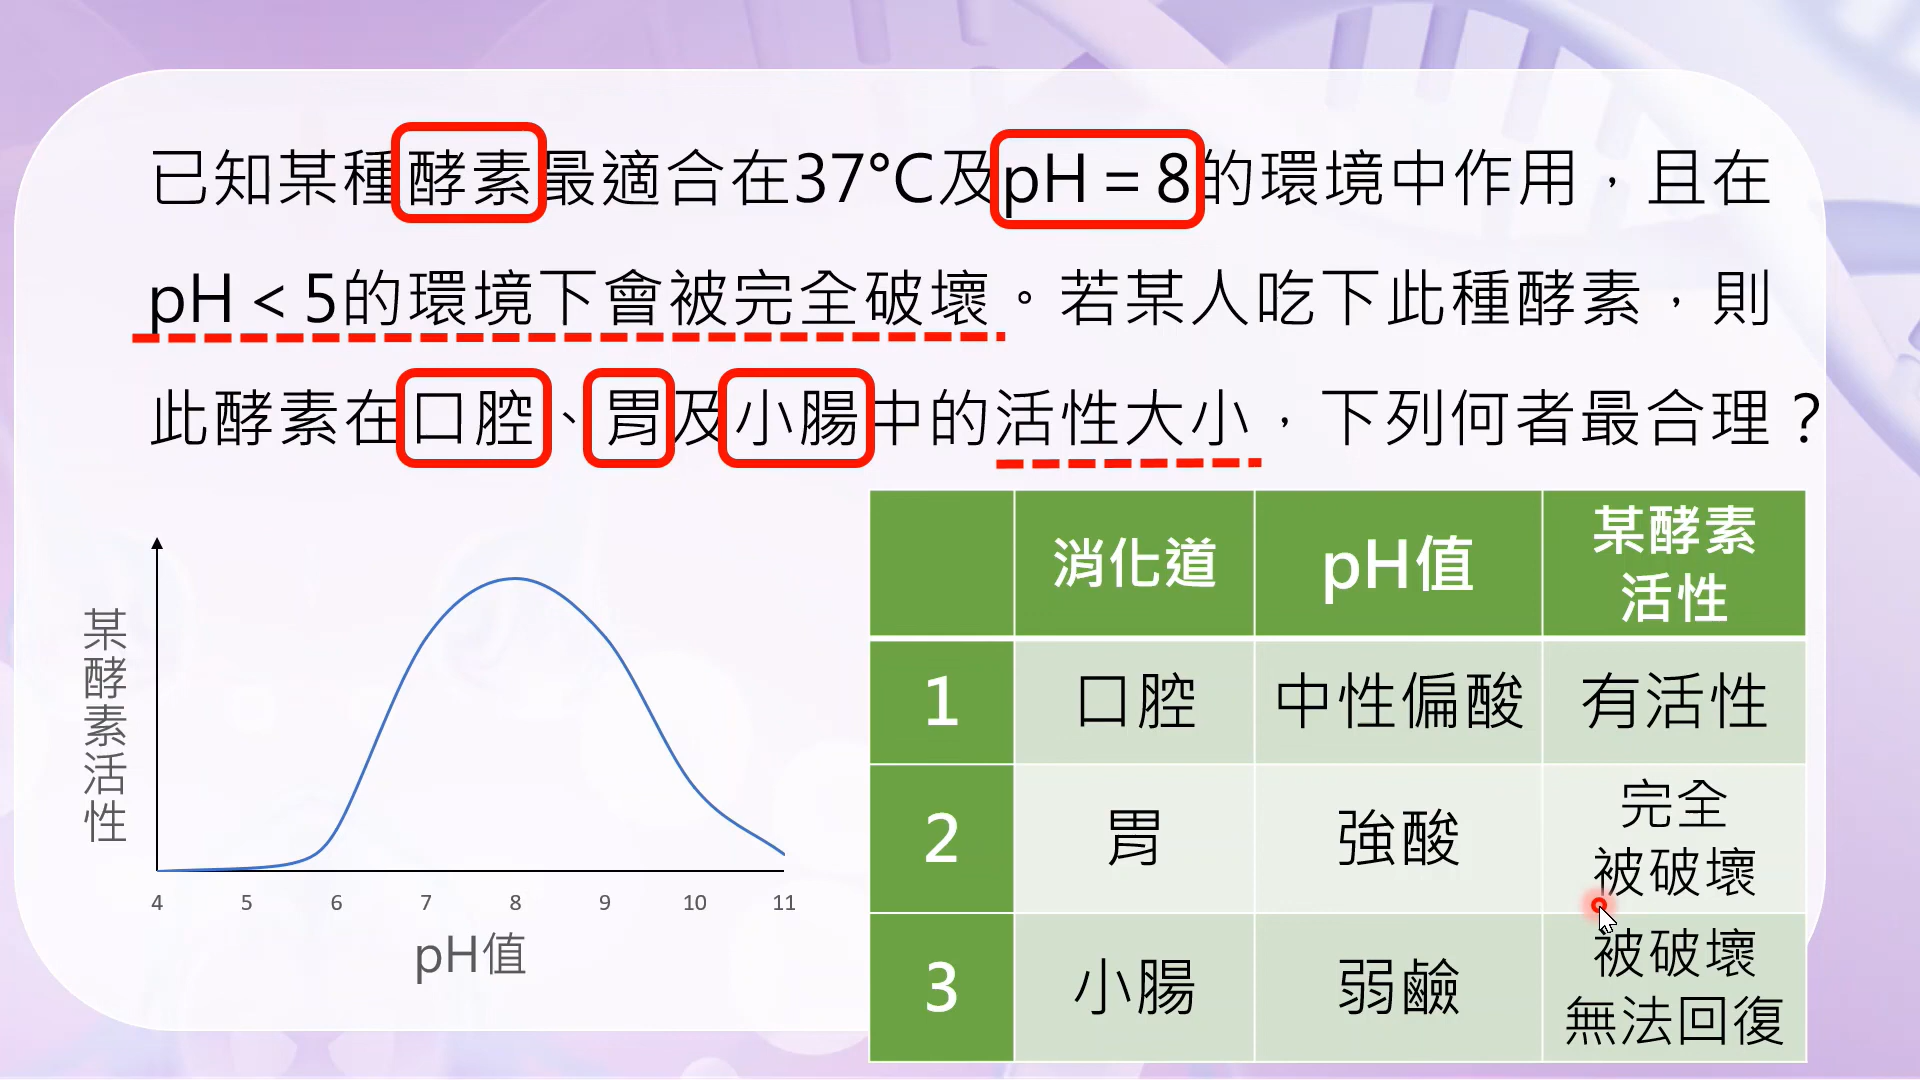 已知某種酵素最適合在37°C及pH = 8的環境中作用，且在
pH < 5的環境下會被完全破壞。若某人吃下此種酵素，則
此酵素在口腔、胃及小腸中的活性大小，下列何者最合理？
某酵素活性
4 5 6 7 8 9 10 11
pH值
消化道 pH值 某酵素
活性
1 口腔 中性偏酸 有活性
2 胃 強酸 完全
被破壞
3 小腸 弱鹼 被破壞
無法回復